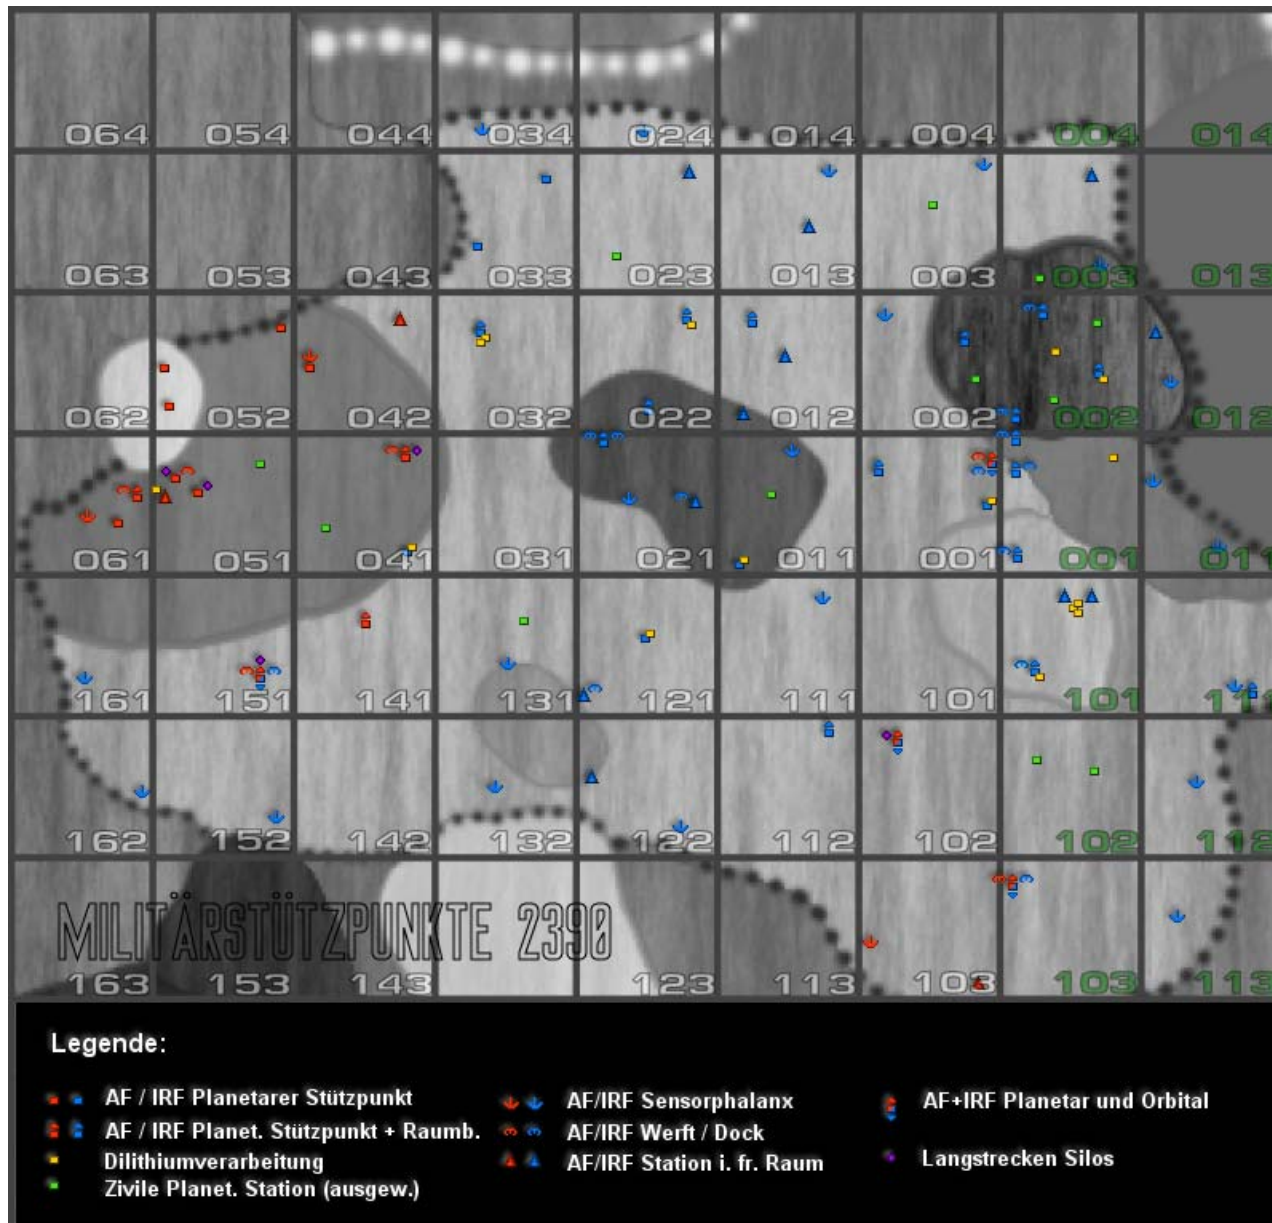 064 054 044 034 024 014 004 004 014
063 053 043 033 023 013 003 003 013
062 052 042 032 022 012 002 002 012
061 051 041 031 021 011 001 001 011
161 151 141 131 121 111 101 101 111
162 152 142 132 122 112 102 102 112
MILITÄRSTÜTZPUNKTE 2390
163 153 143 123 113 103 103 113
Legende:
AF / IRF Planetarer Stützpunkt
AF / IRF Planet. Stützpunkt + Raumb.
Dilithiumverarbeitung
Zivile Planet. Station (ausgew.)
AF/IRF Sensorphalanx
AF/IRF Werft / Dock
AF/IRF Station i. fr. Raum
AF+IRF Planetar und Orbital
Langstrecken Silos